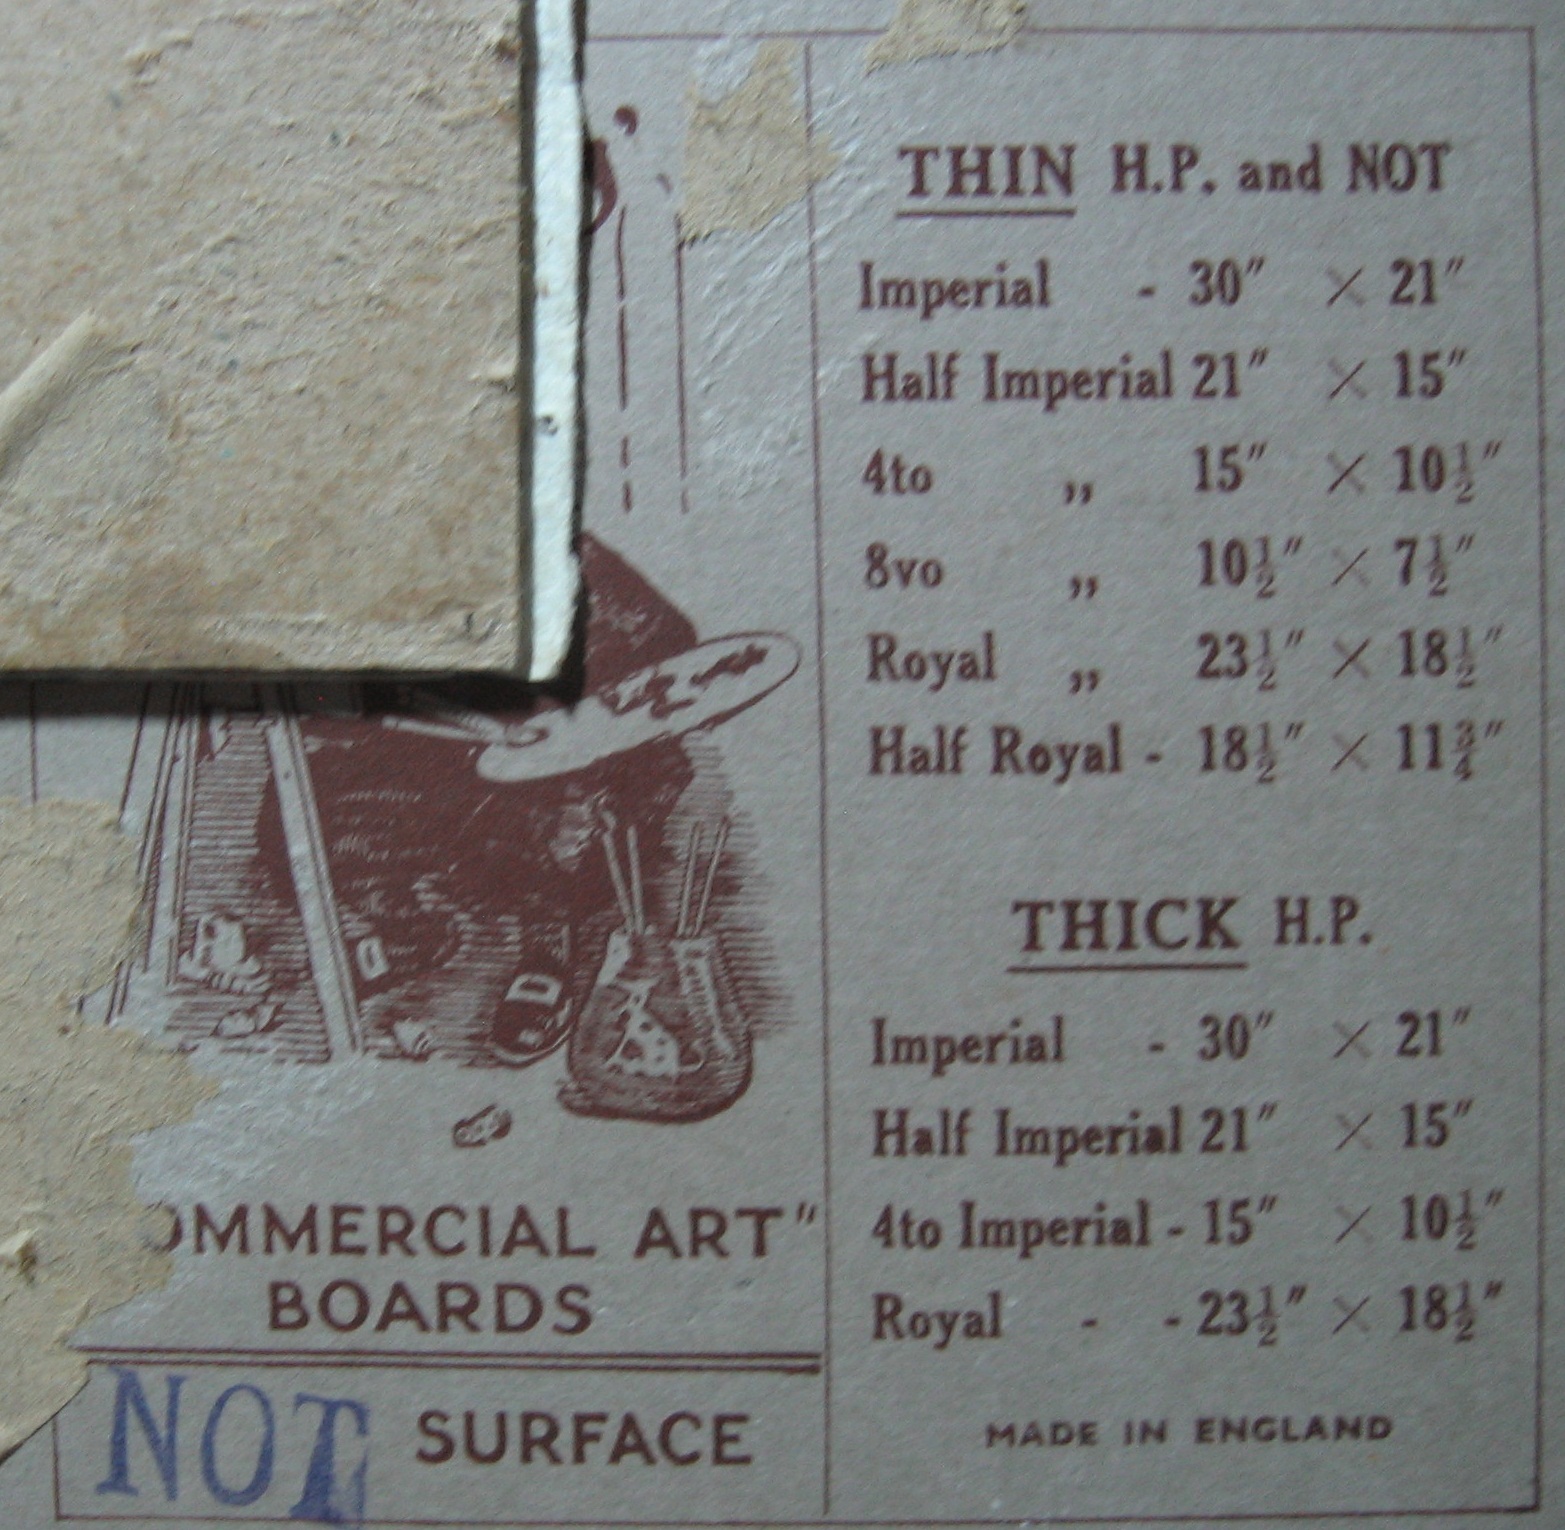 OMMERCIAL ART"
BOARDS
NOT SURFACE
THIN H.P. and NOT
Imperial - 30" × 21"
Half Imperial 21" × 15"
4to „ 15" × 10½"
8vo „ 10½" × 7½"
Royal „ 23½" × 18½"
Half Royal - 18½" × 11¾"
THICK H.P.
Imperial - 30" × 21"
Half Imperial 21" × 15"
4to Imperial - 15" × 10½"
Royal - - 23½" × 18½"
MADE IN ENGLAND